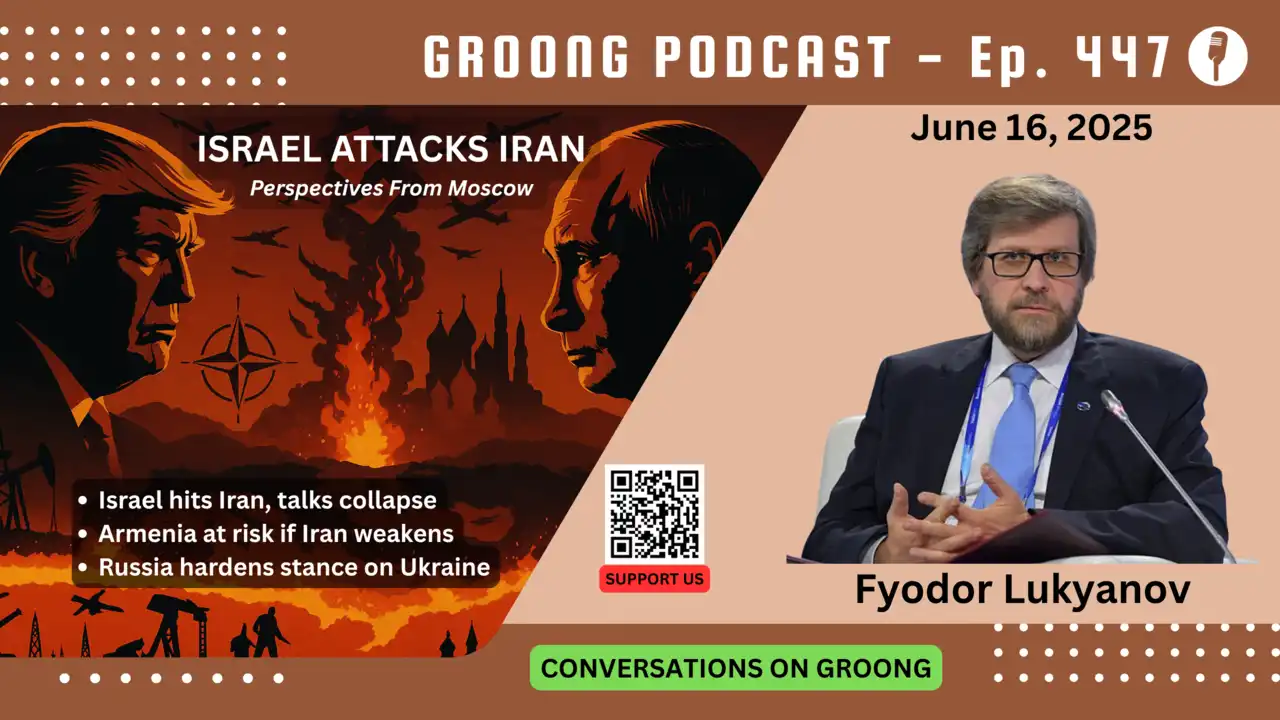 GROONG PODCAST - Ep. 447
ISRAEL ATTACKS IRAN
Perspectives From Moscow
• Israel hits Iran, talks collapse
• Armenia at risk if Iran weakens
• Russia hardens stance on Ukraine
June 16, 2025
SUPPORT US
Fyodor Lukyanov
CONVERSATIONS ON GROONG